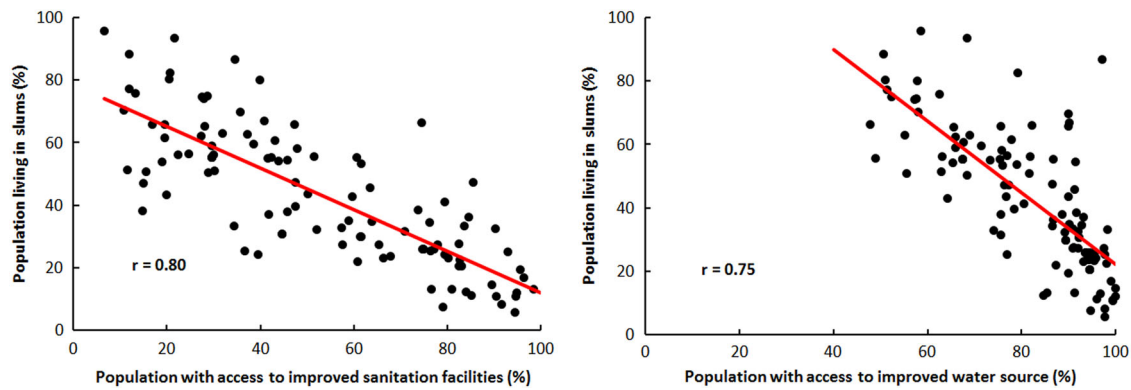 Population living in slums (%)
100
80
60
40
20
0
r = 0.80
0 20 40 60 80 100
Population with access to improved sanitation facilities (%)
Population living in slums (%)
100
80
60
40
20
0
r = 0.75
0 20 40 60 80 100
Population with access to improved water source (%)